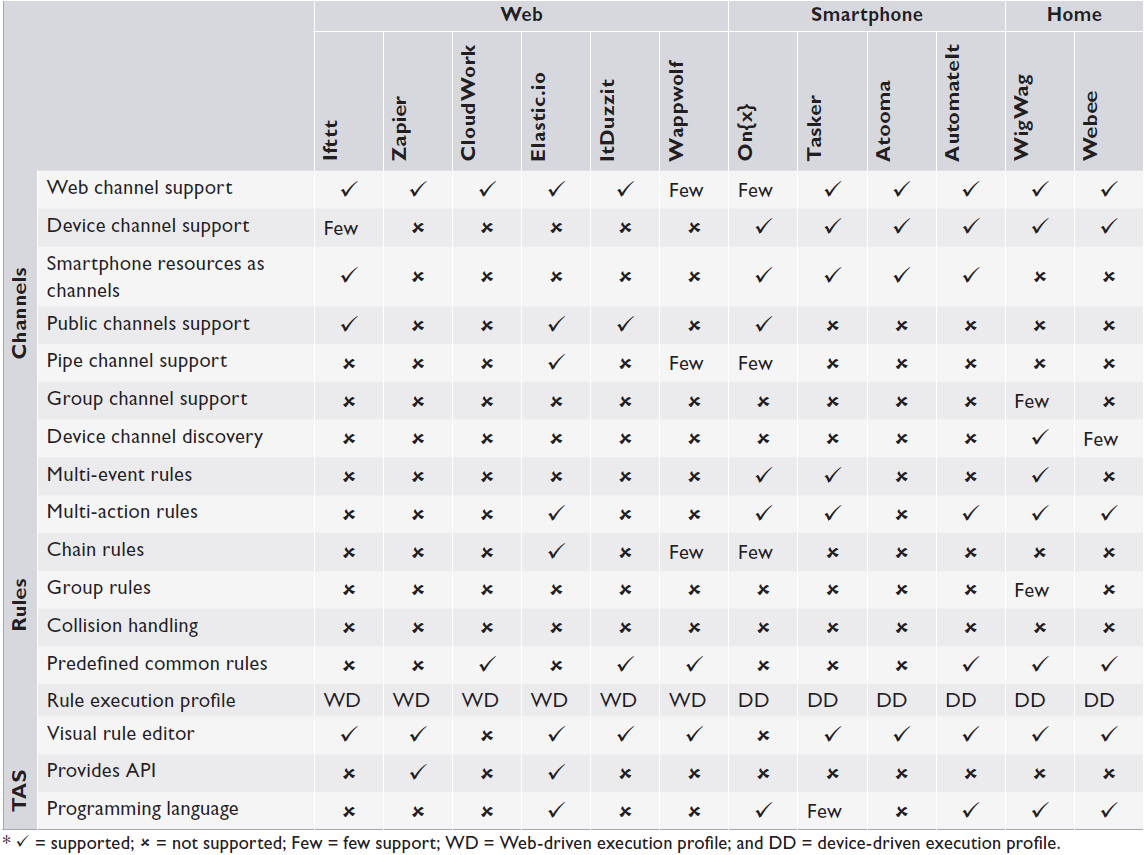 Web Smartphone Home
Ifttt Zapier CloudWork Elastic.io ItDuzzit Wappwolf On{x} Tasker Atooma AutomateIt WigWag Webee
Channels
Web channel support ✓ ✓ ✓ ✓ ✓ Few Few ✓ ✓ ✓ ✓ ✓
Device channel support Few × × × × × ✓ ✓ ✓ ✓ ✓ ✓
Smartphone resources as
channels ✓ × × × × × ✓ ✓ ✓ ✓ × ×
Public channels support ✓ × × ✓ ✓ × ✓ × × × × ×
Pipe channel support × × × ✓ × Few Few × × × × ×
Group channel support × × × × × × × × × × Few ×
Device channel discovery × × × × × × × × × × ✓ Few
Rules
Multi-event rules × × × × × × ✓ ✓ × × ✓ ×
Multi-action rules × × × ✓ × × ✓ ✓ × ✓ ✓ ✓
Chain rules × × × ✓ × Few Few × × × × ×
Group rules × × × × × × × × × × Few ×
Collision handling × × × × × × × × × × × ×
Predefined common rules × × ✓ × ✓ ✓ × × × ✓ ✓ ✓
Rule execution profile WD WD WD WD WD WD DD DD DD DD DD DD
TAS
Visual rule editor ✓ ✓ × ✓ ✓ ✓ × ✓ ✓ ✓ ✓ ✓
Provides API × ✓ × ✓ × × × × × × × ×
Programming language × × × ✓ × × ✓ Few × ✓ ✓ ✓
* ✓ = supported; × = not supported; Few = few support; WD = Web-driven execution profile; and DD = device-driven execution profile.